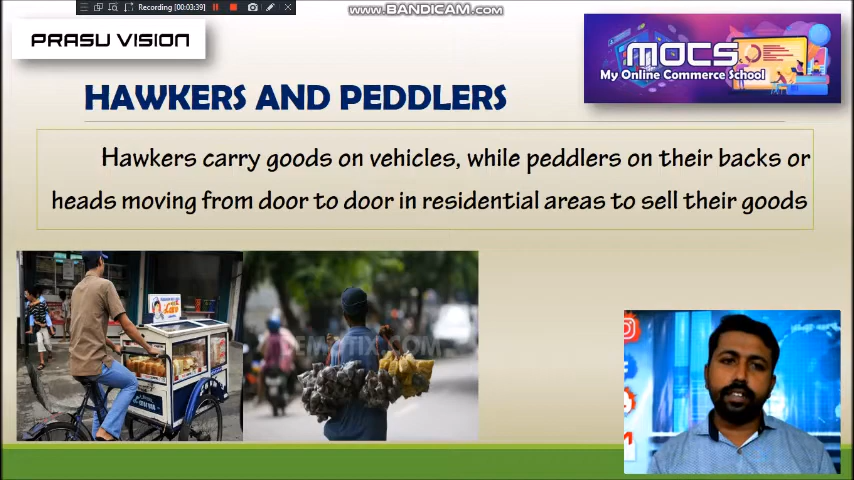 Recording [00:03:39]
www.BANDICAM.com
PRASU VISION
MOCS
My Online Commerce School
HAWKERS AND PEDDLERS
Hawkers carry goods on vehicles, while peddlers on their backs or
heads moving from door to door in residential areas to sell their goods